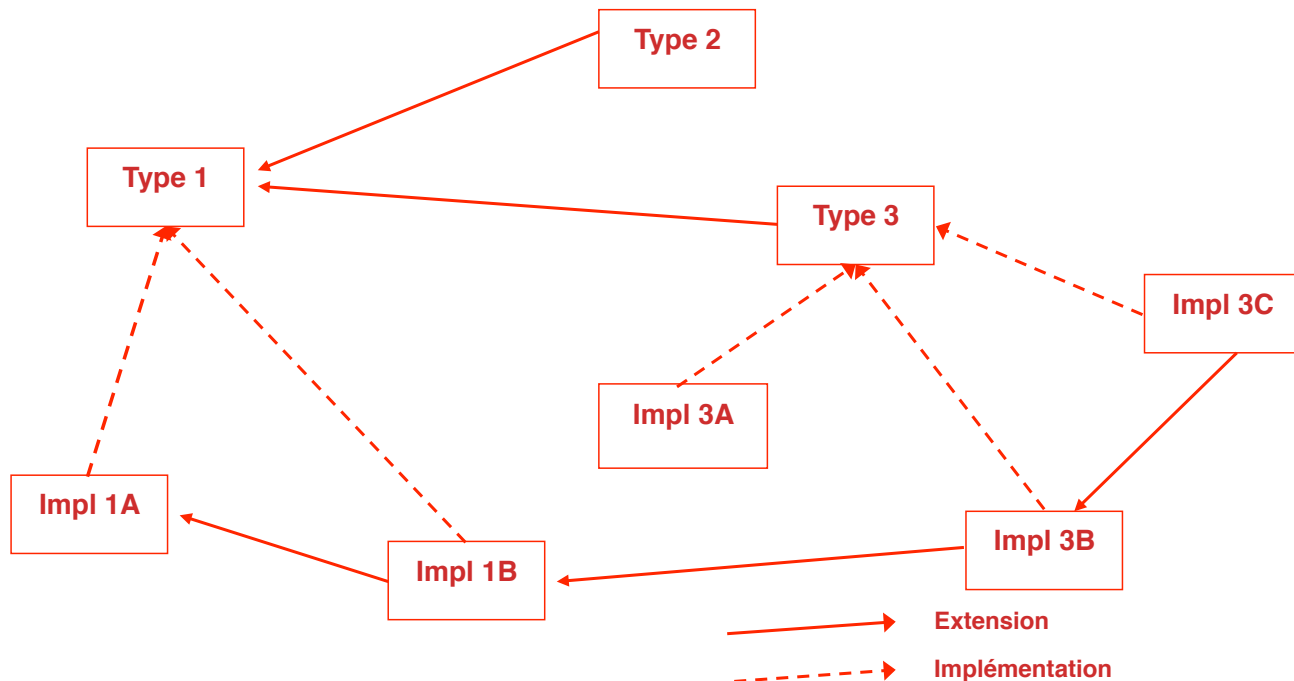 Type 2
Type 1
Type 3
Impl 3C
Impl 3A
Impl 1A
Impl 3B
Impl 1B
Extension
Implémentation